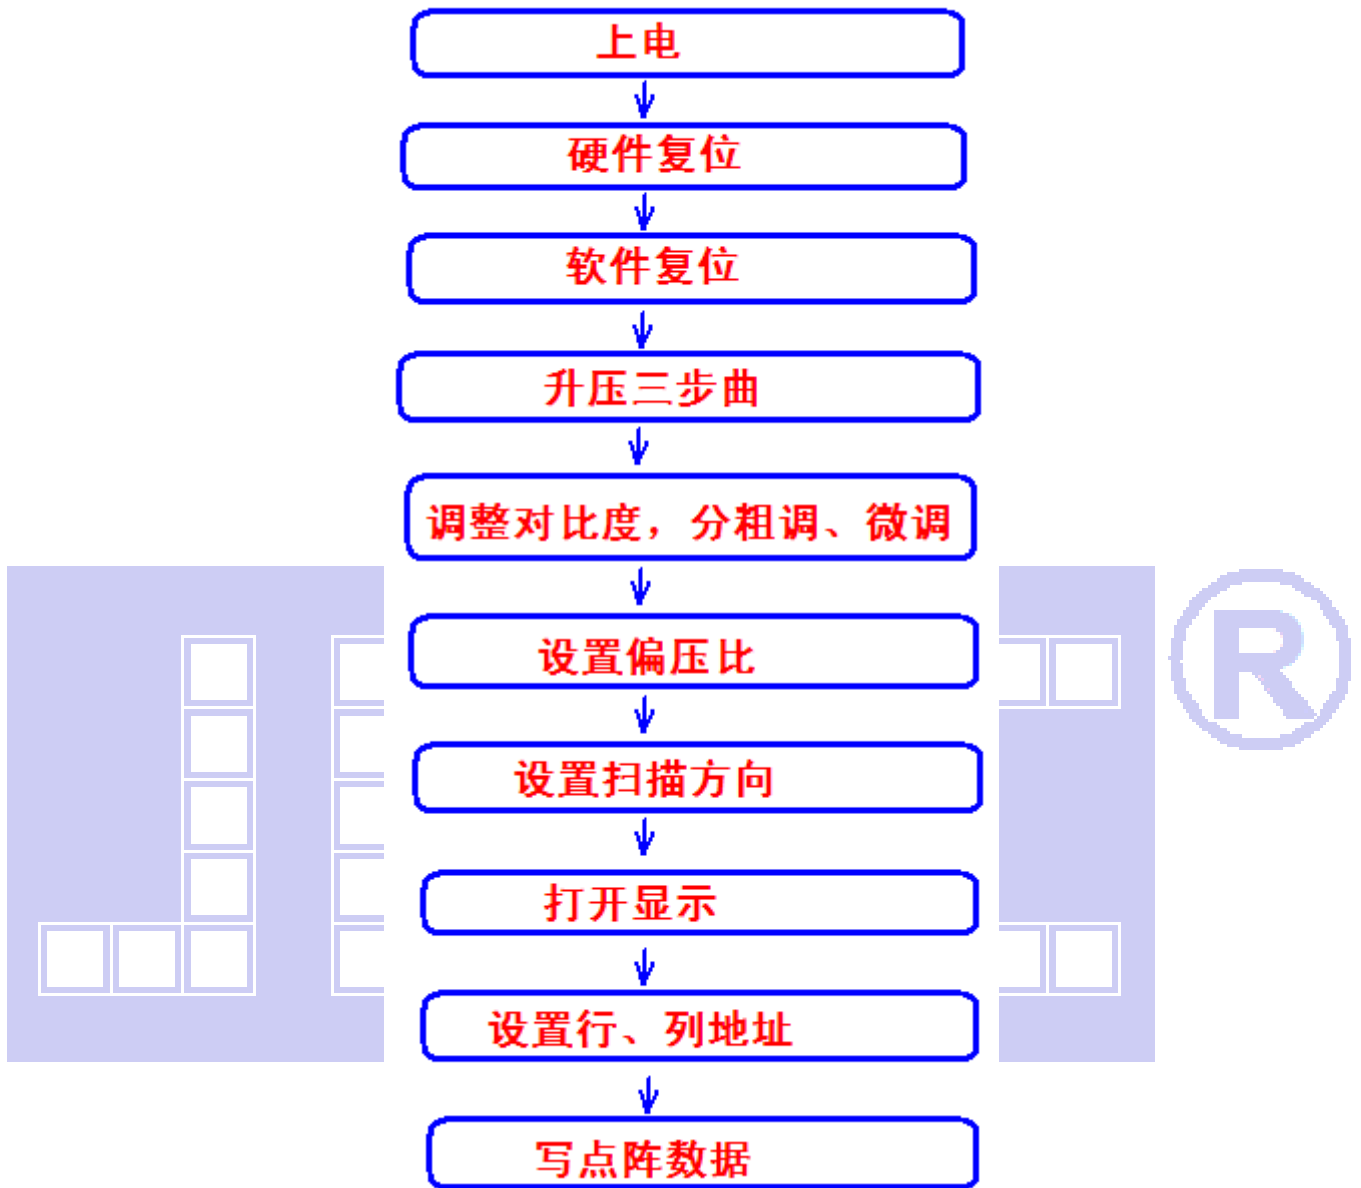 上电
硬件复位
软件复位
升压三步曲
调整对比度，分粗调、微调
设置偏压比
设置扫描方向
打开显示
设置行、列地址
写点阵数据
®